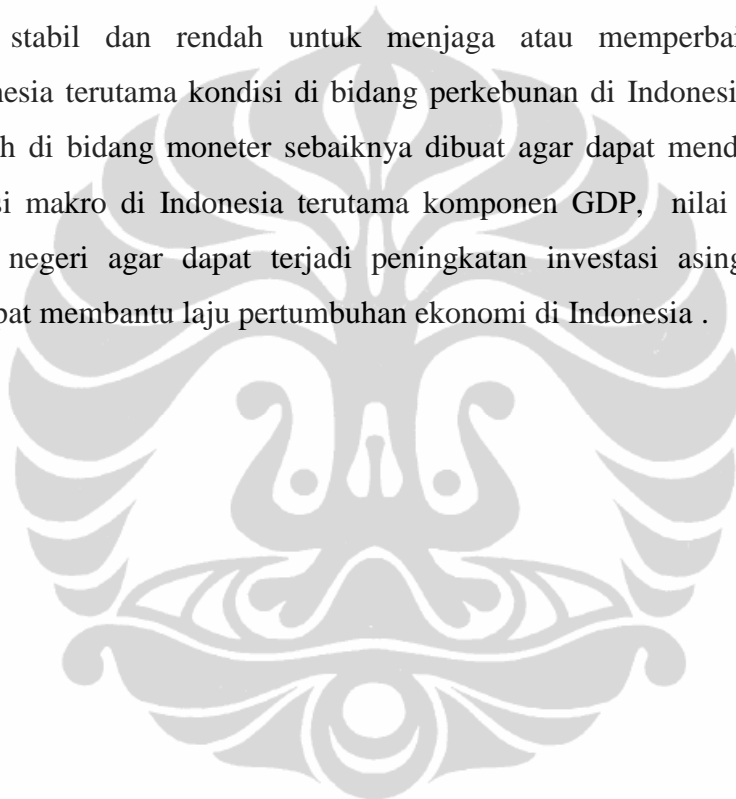 stabil dan rendah untuk menjaga atau memperbai
nesia terutama kondisi di bidang perkebunan di Indonesi
h di bidang moneter sebaiknya dibuat agar dapat mend
si makro di Indonesia terutama komponen GDP, nilai
negeri agar dapat terjadi peningkatan investasi asing
pat membantu laju pertumbuhan ekonomi di Indonesia .